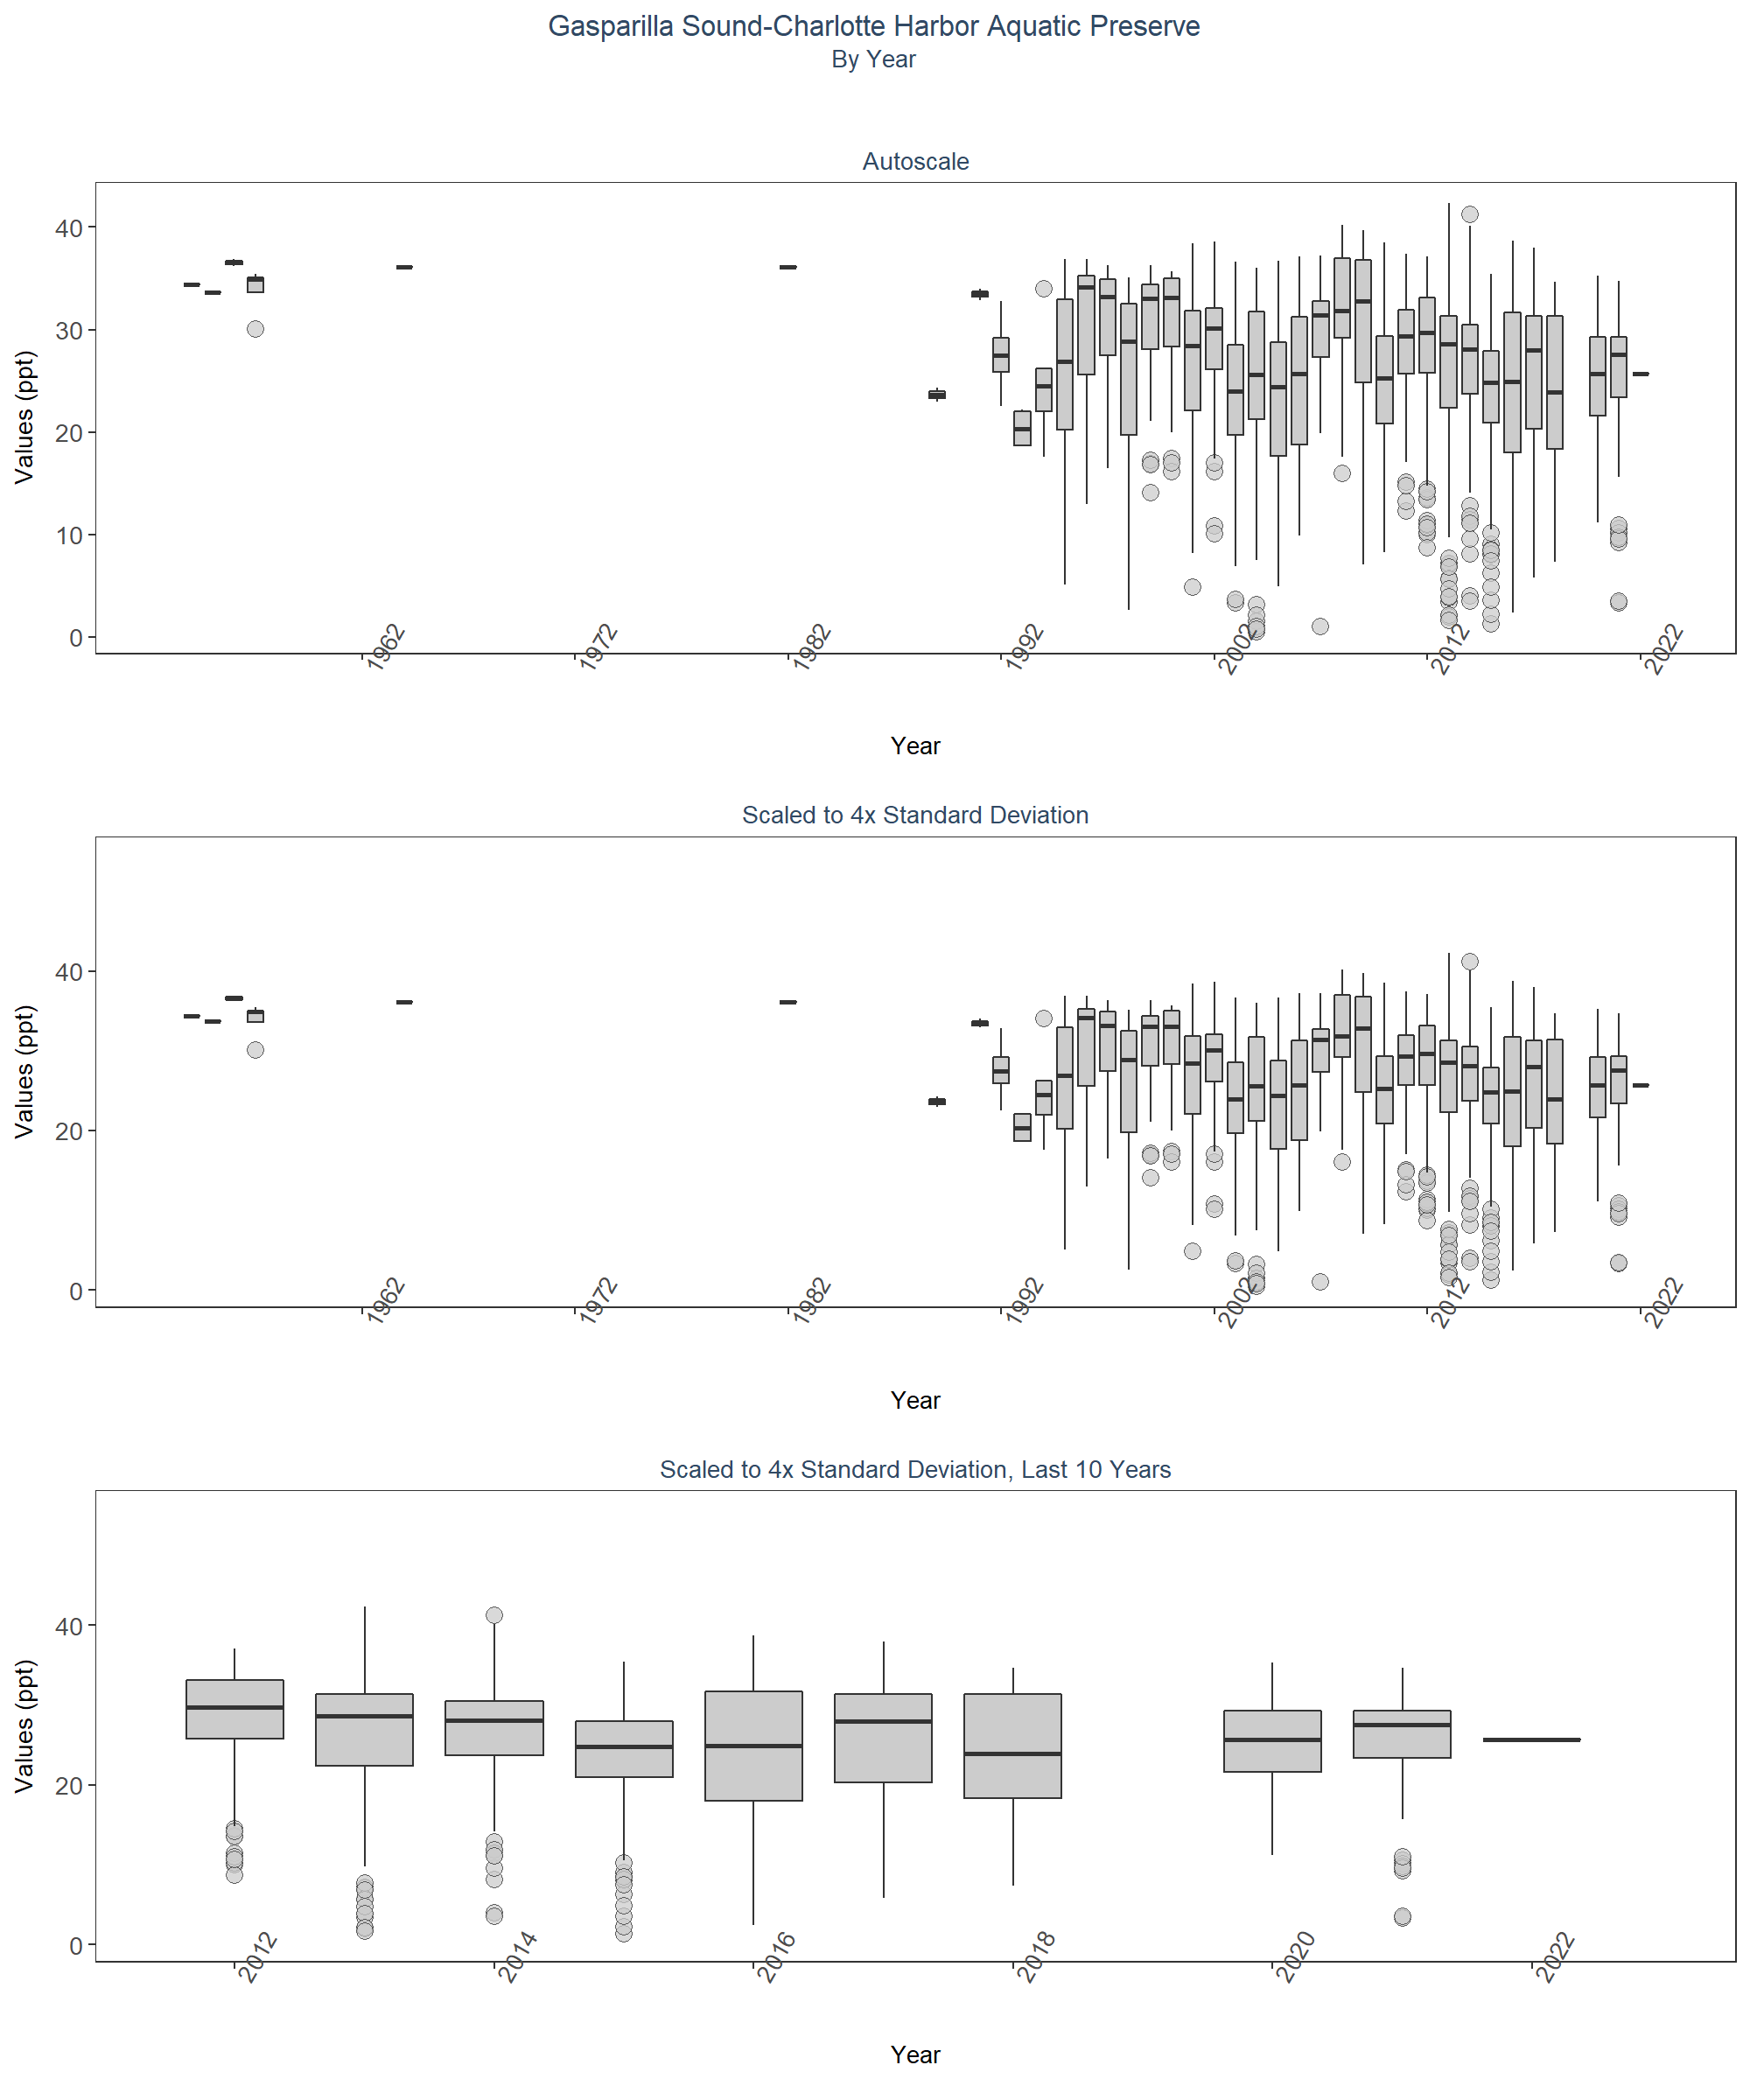 Gasparilla Sound-Charlotte Harbor Aquatic Preserve
By Year
Autoscale
Values (ppt)
40
30
20
10
0
1962
1972
1982
1992
2002
2012
2022
Year
Scaled to 4x Standard Deviation
Values (ppt)
40
20
0
1962
1972
1982
1992
2002
2012
2022
Year
Scaled to 4x Standard Deviation, Last 10 Years
Values (ppt)
40
20
0
2012
2014
2016
2018
2020
2022
Year